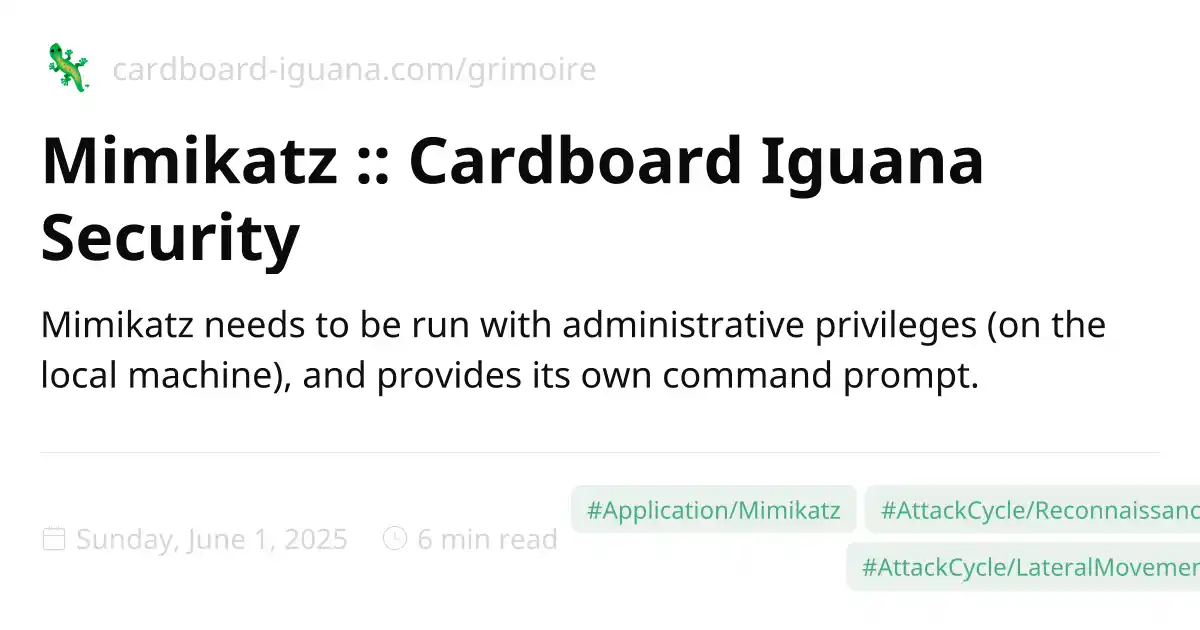 cardboard-iguana.com/grimoire
Mimikatz :: Cardboard Iguana
Security
Mimikatz needs to be run with administrative privileges (on the
local machine), and provides its own command prompt.
#Application/Mimikatz #AttackCycle/Reconnaissanc
Sunday, June 1, 2025 6 min read
#AttackCycle/LateralMovemen